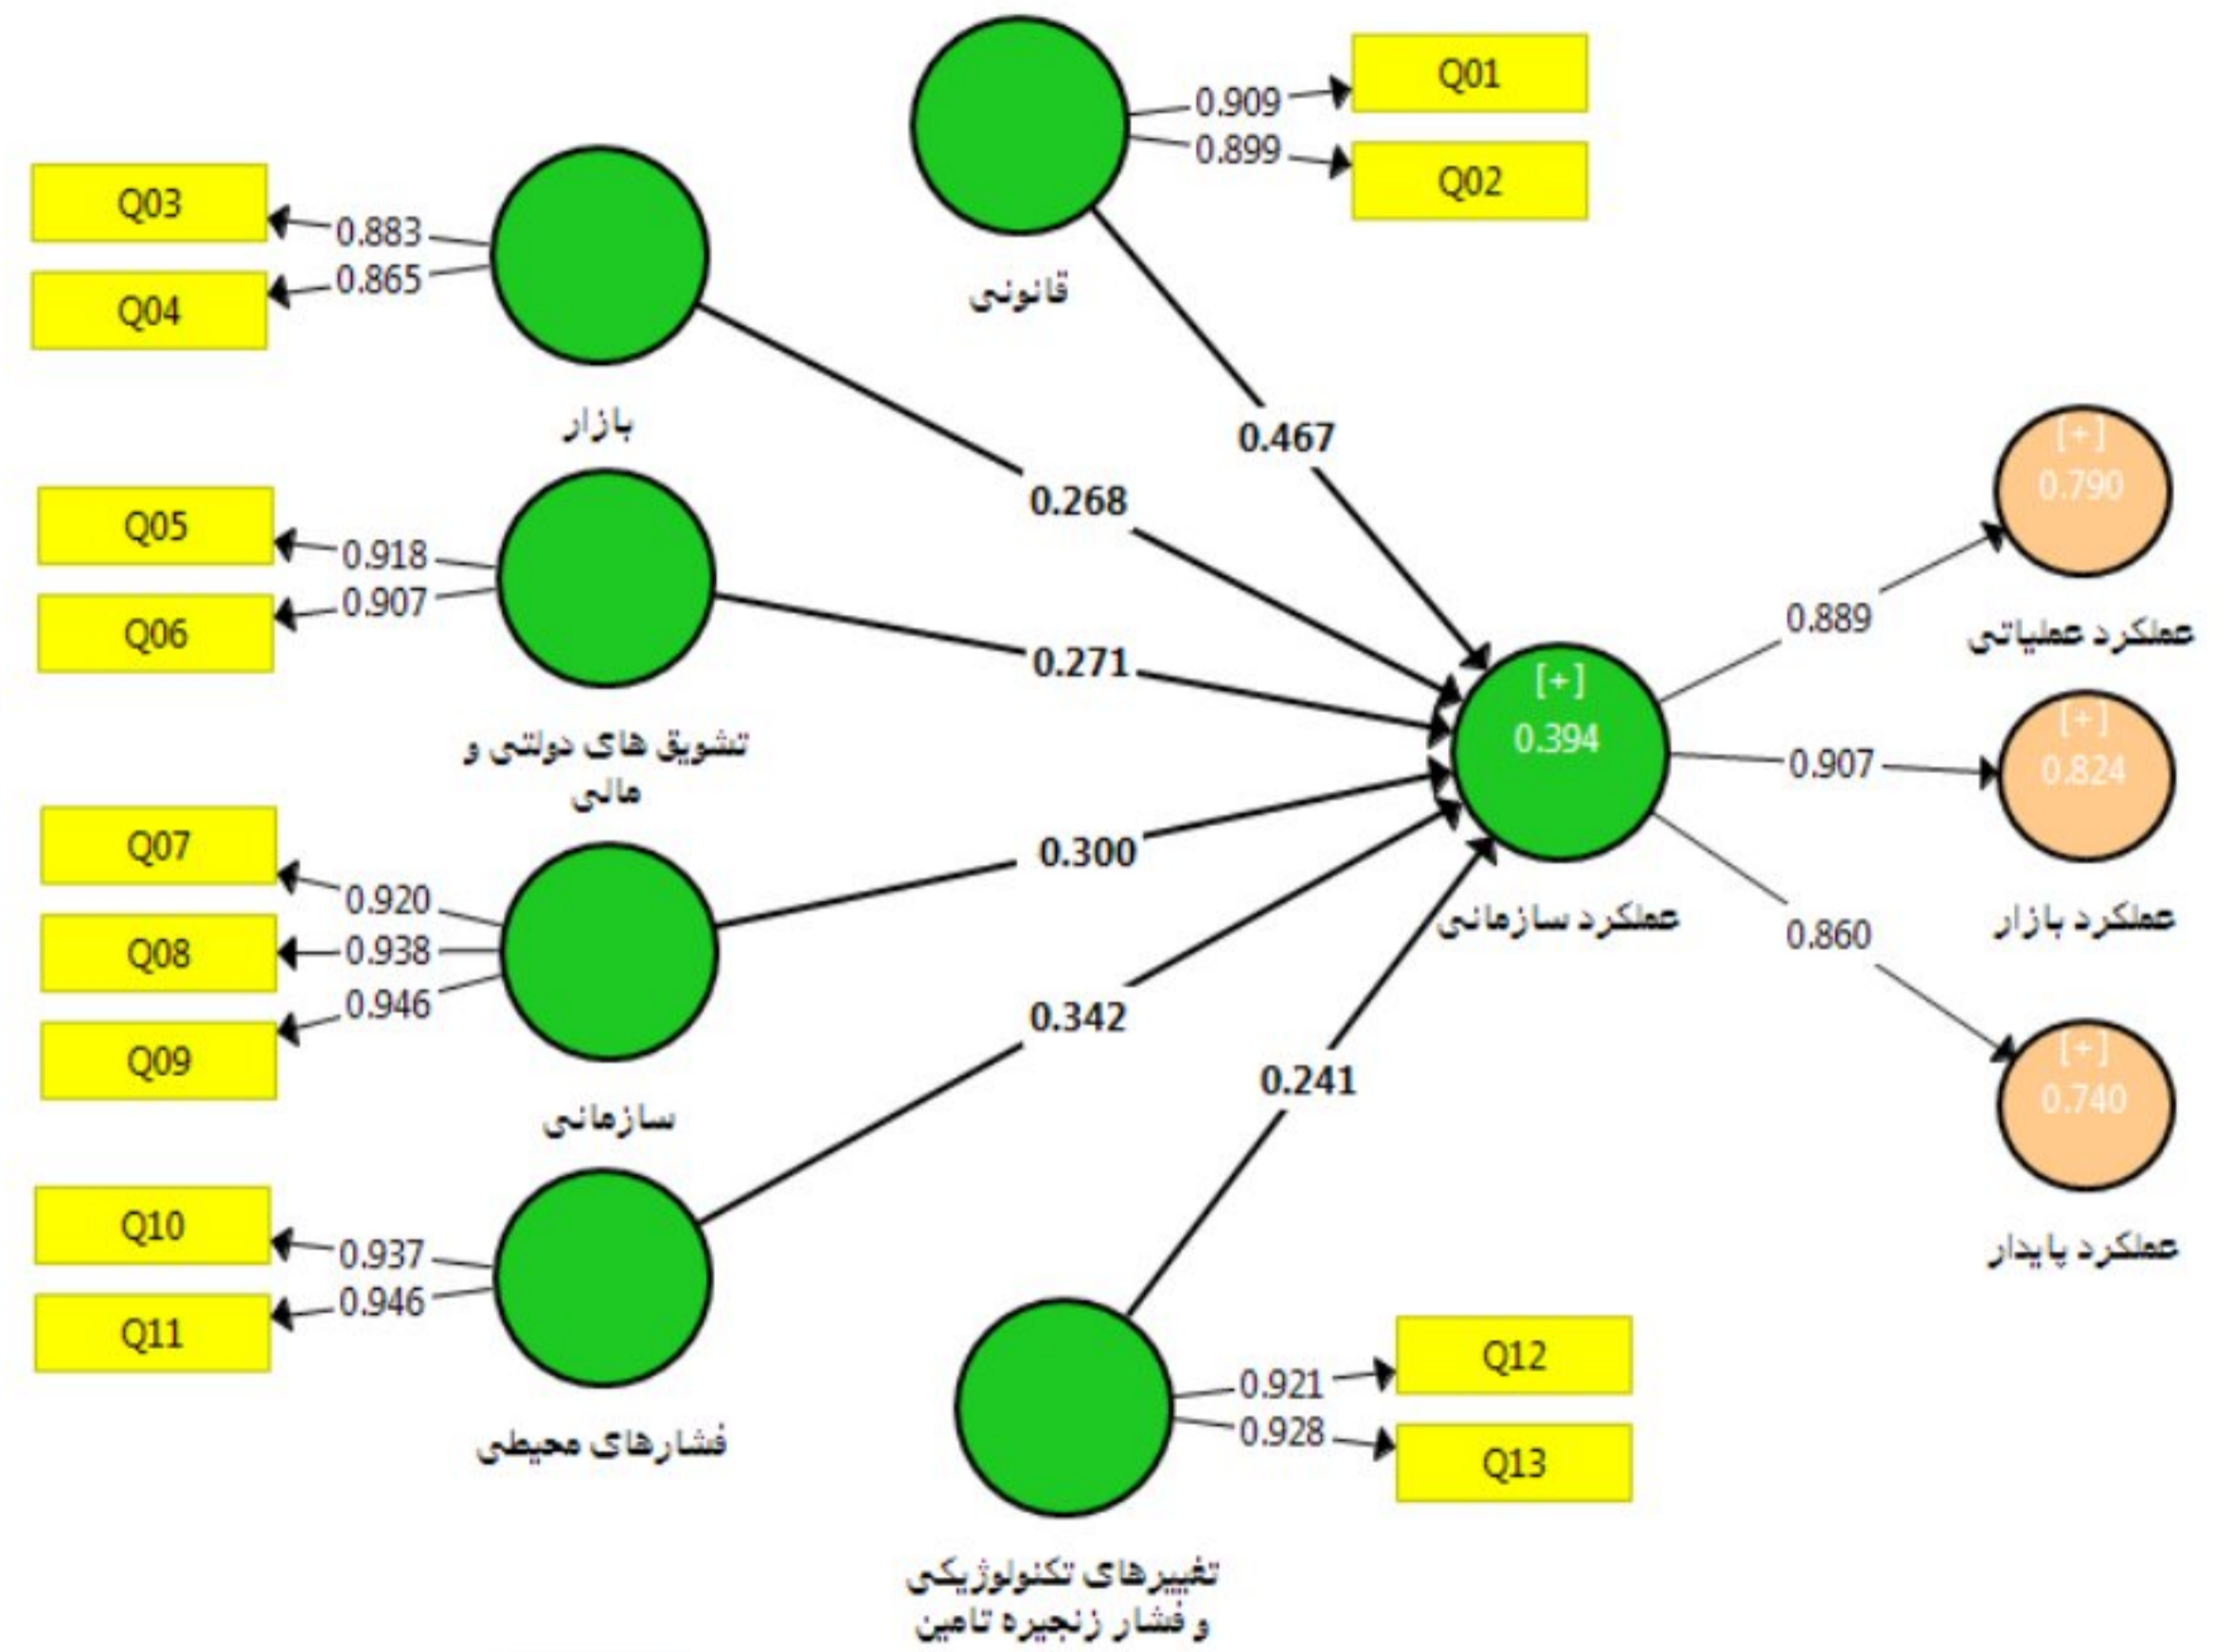 Q01
0.909
0.899
Q02
قانونی
Q03
0.883
0.865
Q04
بازار
0.467
0.268
Q05
0.918
0.907
Q06
0.271
تشویق های دولتی و
مالی
Q07
0.920
Q08
0.938
0.946
Q09
سازمانی
0.300
0.342
Q10
0.937
0.946
Q11
فشارهای محیطی
0.241
Q12
0.921
0.928
Q13
تغییرهای تکنولوژیکی
و فشار زنجیره تامین
[+]
0.394
عملکرد سازمانی
0.889
[+]
0.790
عملکرد عملیاتی
0.907
[+]
0.824
عملکرد بازار
0.860
[+]
0.740
عملکرد پایدار